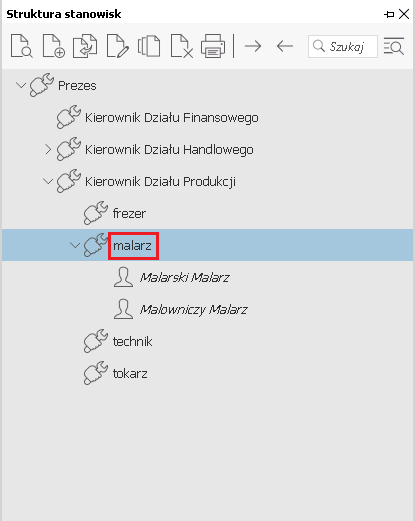 Struktura stanowisk
Szukaj
Prezes
Kierownik Działu Finansowego
Kierownik Działu Handlowego
Kierownik Działu Produkcji
frezer
malarz
Malarski Malarz
Malowniczy Malarz
technik
tokarz